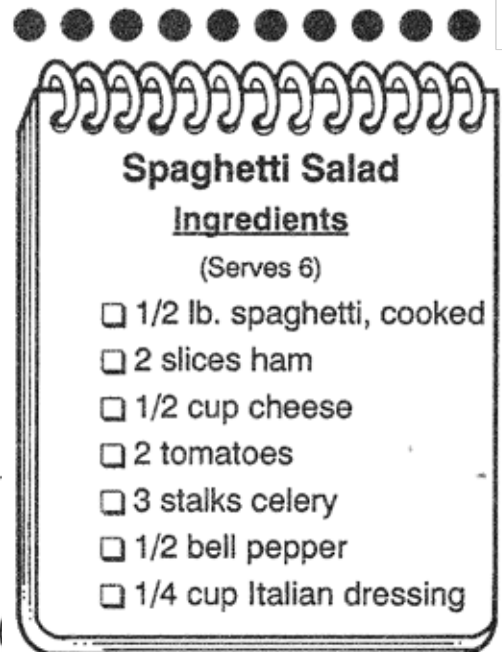 Spaghetti Salad
Ingredients
(Serves 6)
❏ 1/2 lb. spaghetti, cooked
❏ 2 slices ham
❏ 1/2 cup cheese
❏ 2 tomatoes
❏ 3 stalks celery
❏ 1/2 bell pepper
❏ 1/4 cup Italian dressing